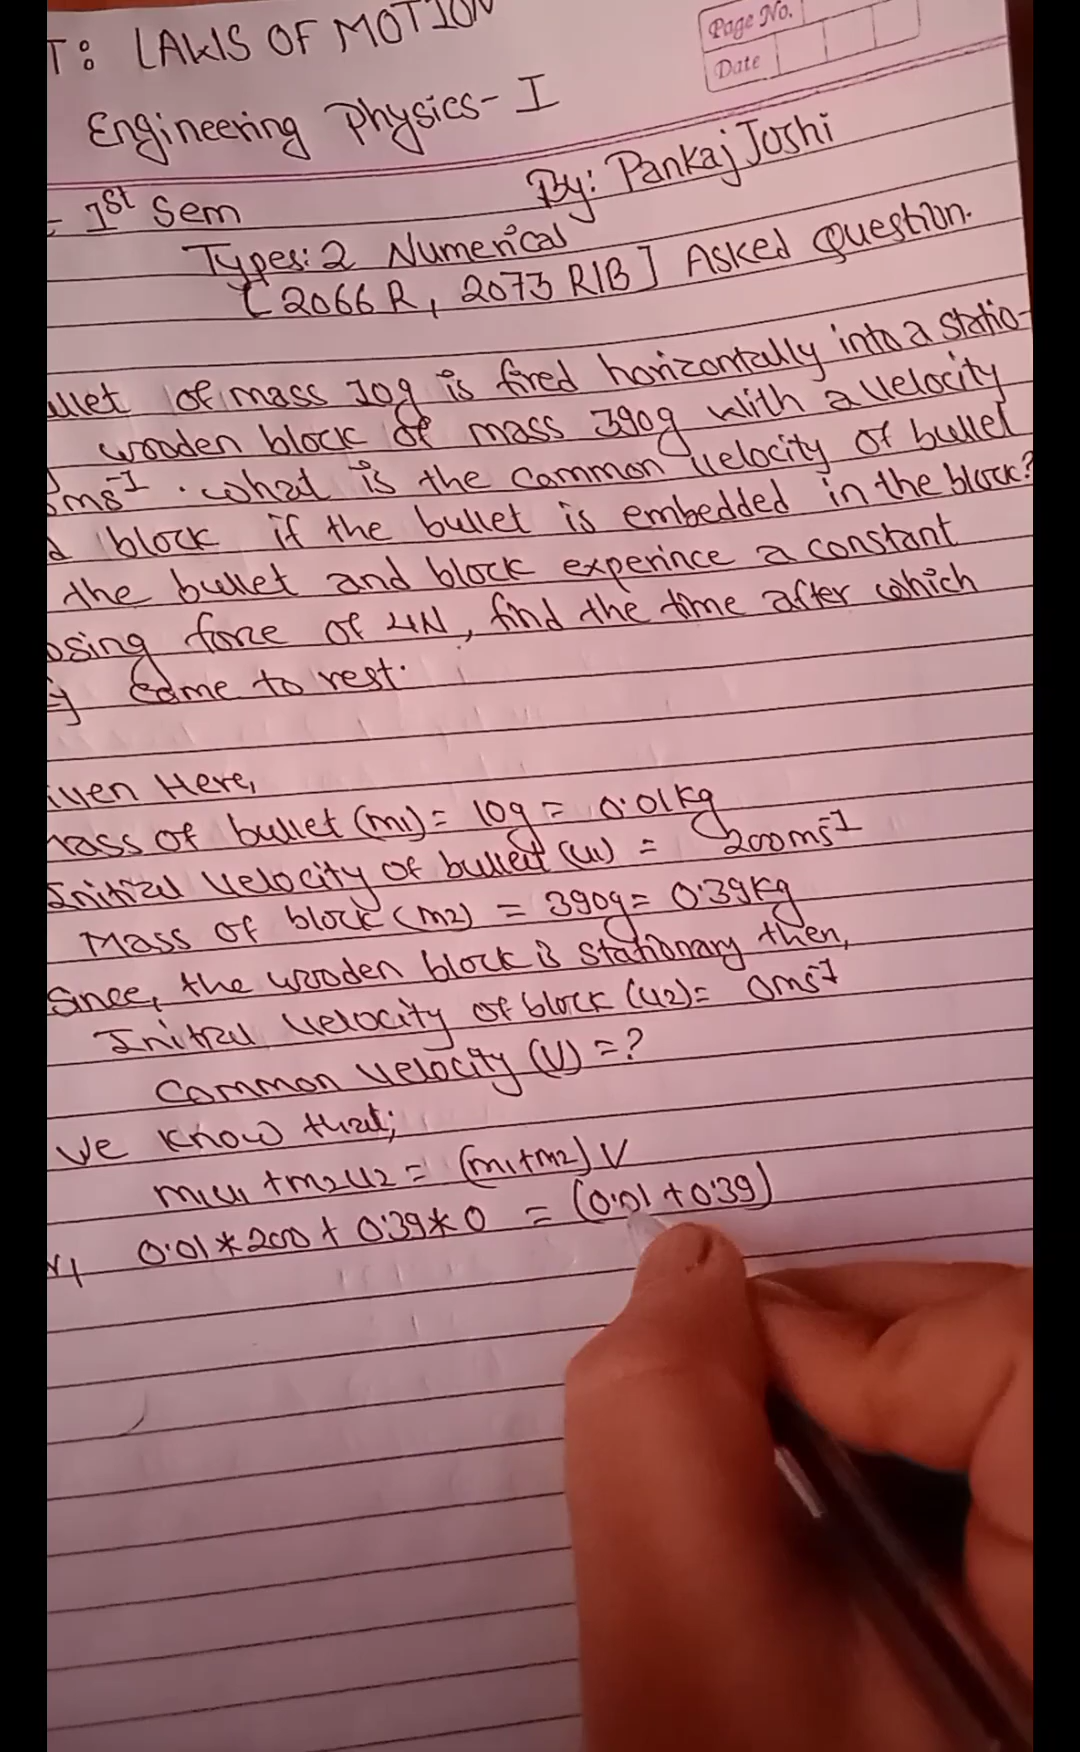 T: LAWS OF MOTION
Page No.
Date
Engineering Physics-I
- 1st Sem
By: Pankaj Joshi
Types: 2 Numerical
[2066 R, 2073 R/B] Asked Question.
ullet of mass 10g is fired horizontally into a statio-
wooden block of mass 390g with a velocity
ms⁻¹. what is the common velocity of bullet
d block if the bullet is embedded in the block?
the bullet and block experince a constant
osing force of 4N, find the time after which
ey came to rest.
iven Here,
mass of bullet (m1) = 10g = 0.01kg
Initial velocity of bullet (u1) = 200ms⁻¹
Mass of block (m2) = 390g = 0.39kg
Since, the wooden block is stationary then,
Initial velocity of block (u2) = 0ms⁻¹
Common velocity (V) = ?
we know that;
m1u1 + m2u2 = (m1+m2) V
0.01*200 + 0.39*0 = (0.01 + 0.39)